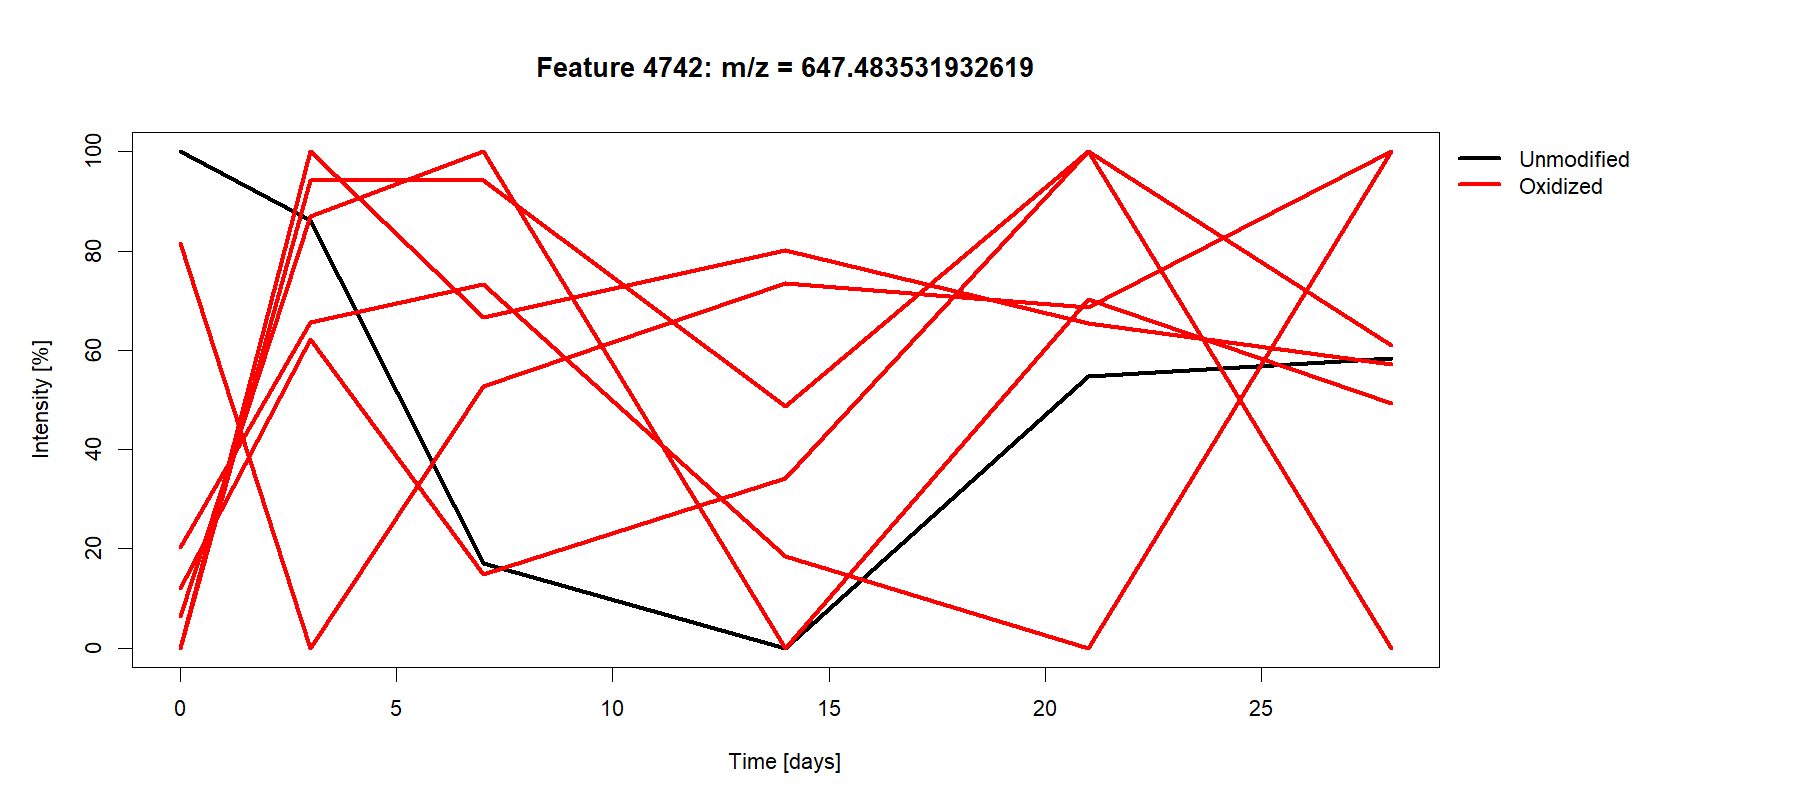 Feature 4742: m/z = 647.483531932619
Unmodified
Oxidized
Intensity [%]
100
80
60
40
20
0
0 5 10 15 20 25
Time [days]